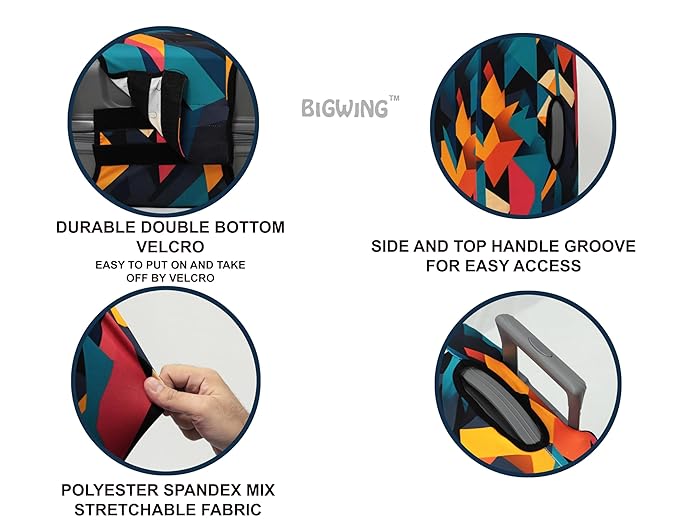 BIGWING™
DURABLE DOUBLE BOTTOM
VELCRO
EASY TO PUT ON AND TAKE
OFF BY VELCRO
SIDE AND TOP HANDLE GROOVE
FOR EASY ACCESS
POLYESTER SPANDEX MIX
STRETCHABLE FABRIC